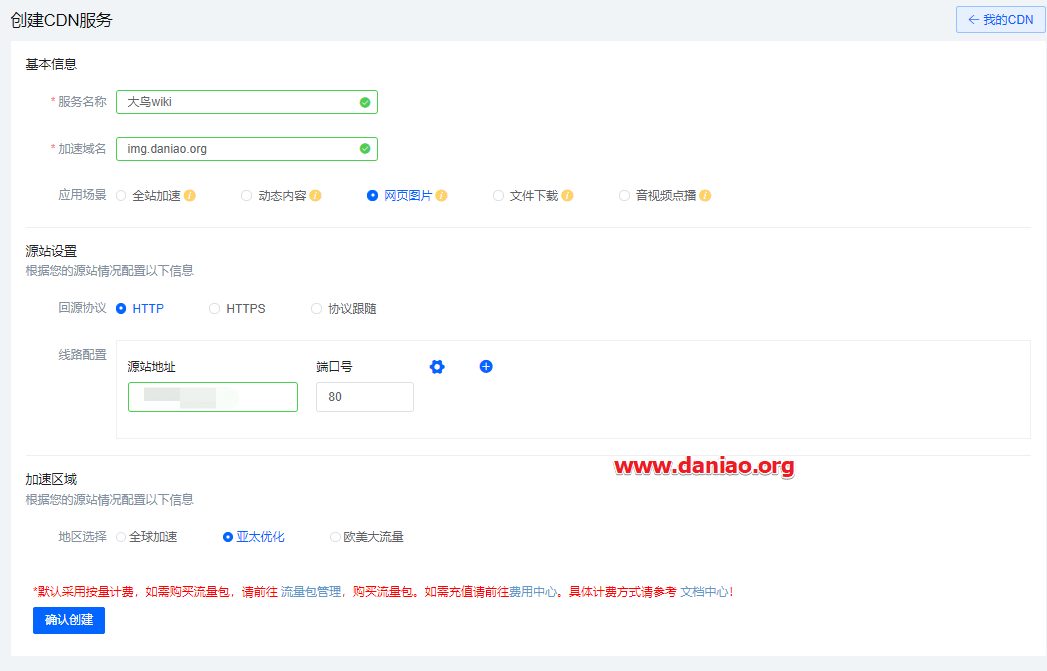 创建CDN服务
我的CDN
基本信息
* 服务名称 大鸟wiki
* 加速域名 img.daniao.org
应用场景 全站加速 动态内容 网页图片 文件下载 音视频点播
源站设置
根据您的源站情况配置以下信息
回源协议 HTTP HTTPS 协议跟随
线路配置
源站地址 端口号
80
www.daniao.org
加速区域
根据您的源站情况配置以下信息
地区选择 全球加速 亚太优化 欧美大流量
*默认采用按量计费，如需购买流量包，请前往 流量包管理，购买流量包。如需充值请前往费用中心。具体计费方式请参考 文档中心！
确认创建